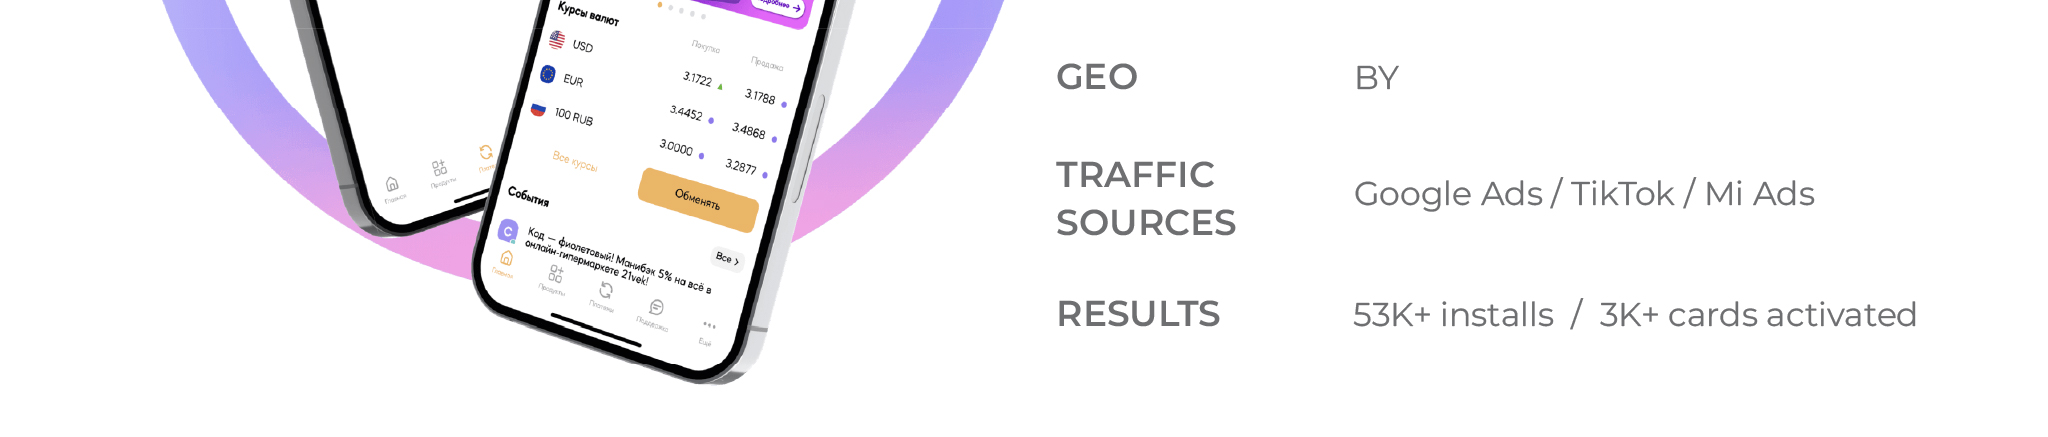 Подробнее
Курсы валют
Покупка
Продажа
USD
3.1722
3.1788
EUR
3.4452
3.4868
100 RUB
3.0000
3.2877
Все курсы
Обменять
События
Все
Код — фиолетовый! Манибэк 5% на всё в
онлайн-гипермаркете 21vek!
C
Главная
Продукты
Платежи
Поддержка
Ещё
Главная
Продукты
GEO
BY
TRAFFIC
SOURCES
Google Ads / TikTok / Mi Ads
RESULTS
53K+ installs / 3K+ cards activated